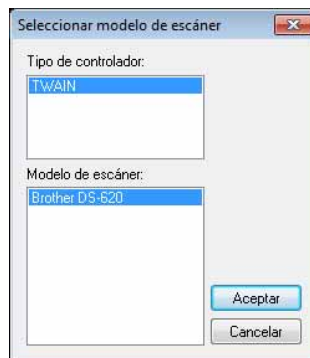 Seleccionar modelo de escáner
Tipo de controlador:
TWAIN
Modelo de escáner:
Brother DS-620
Aceptar
Cancelar